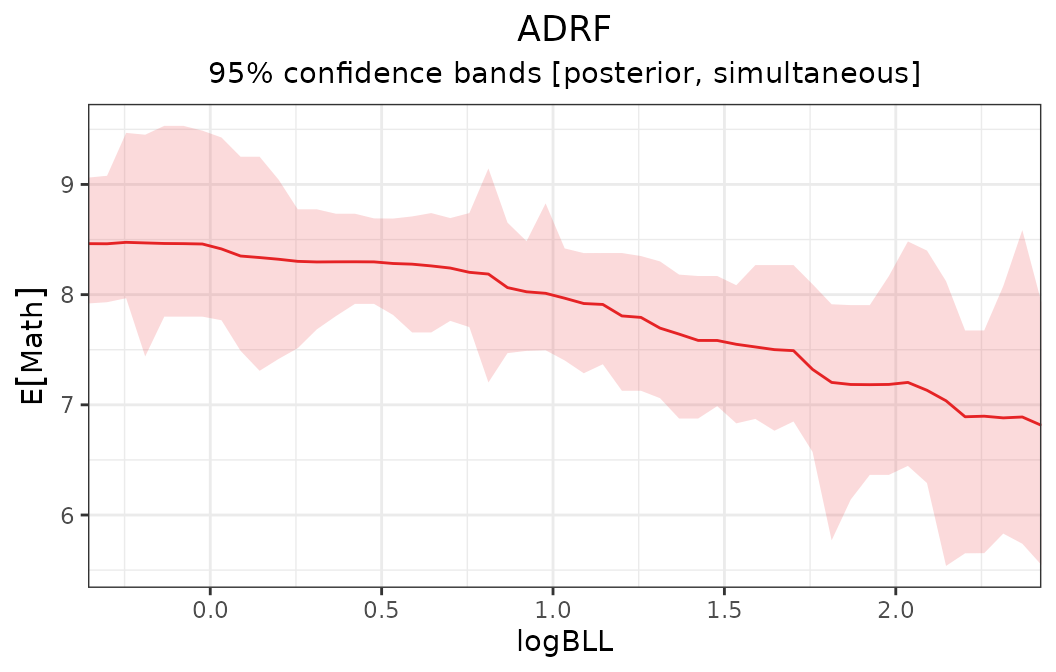 ADRF
95% confidence bands [posterior, simultaneous]
E[Math]
9
8
7
6
0.0 0.5 1.0 1.5 2.0
logBLL